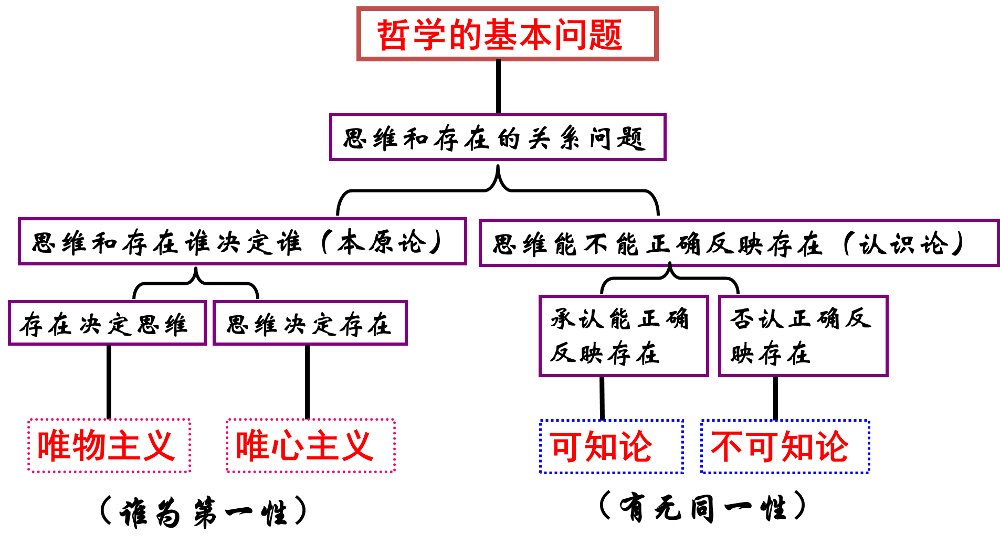 哲学的基本问题
思维和存在的关系问题
思维和存在谁决定谁（本原论）
思维能不能正确反映存在（认识论）
存在决定思维
思维决定存在
承认能正确
反映存在
否认正确反
映存在
唯物主义
唯心主义
可知论
不可知论
（谁为第一性）
（有无同一性）